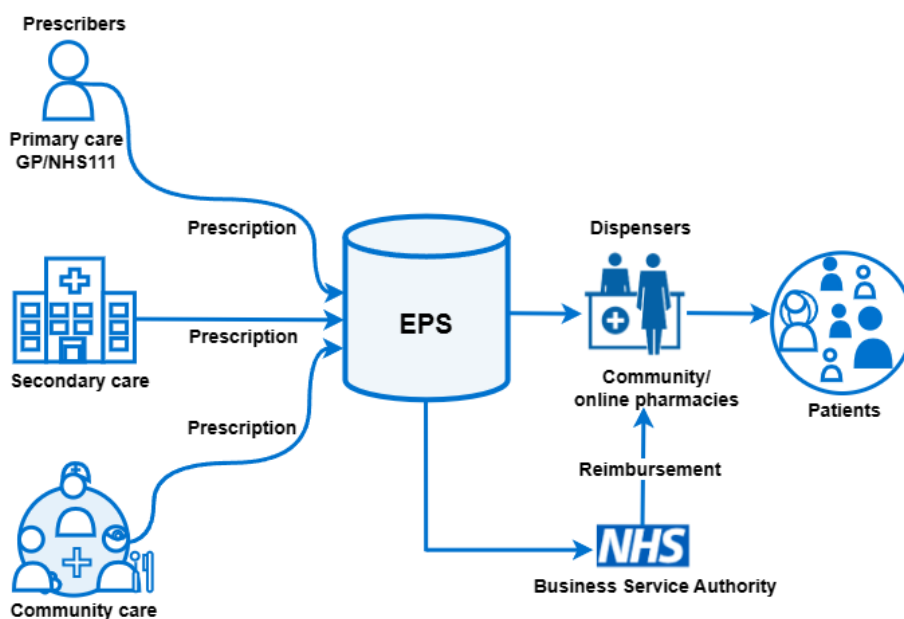 Prescribers
Primary care
GP/NHS111
Prescription
Secondary care
Prescription
Prescription
Community care
EPS
Dispensers
Community/
online pharmacies
Patients
Reimbursement
NHS
Business Service Authority